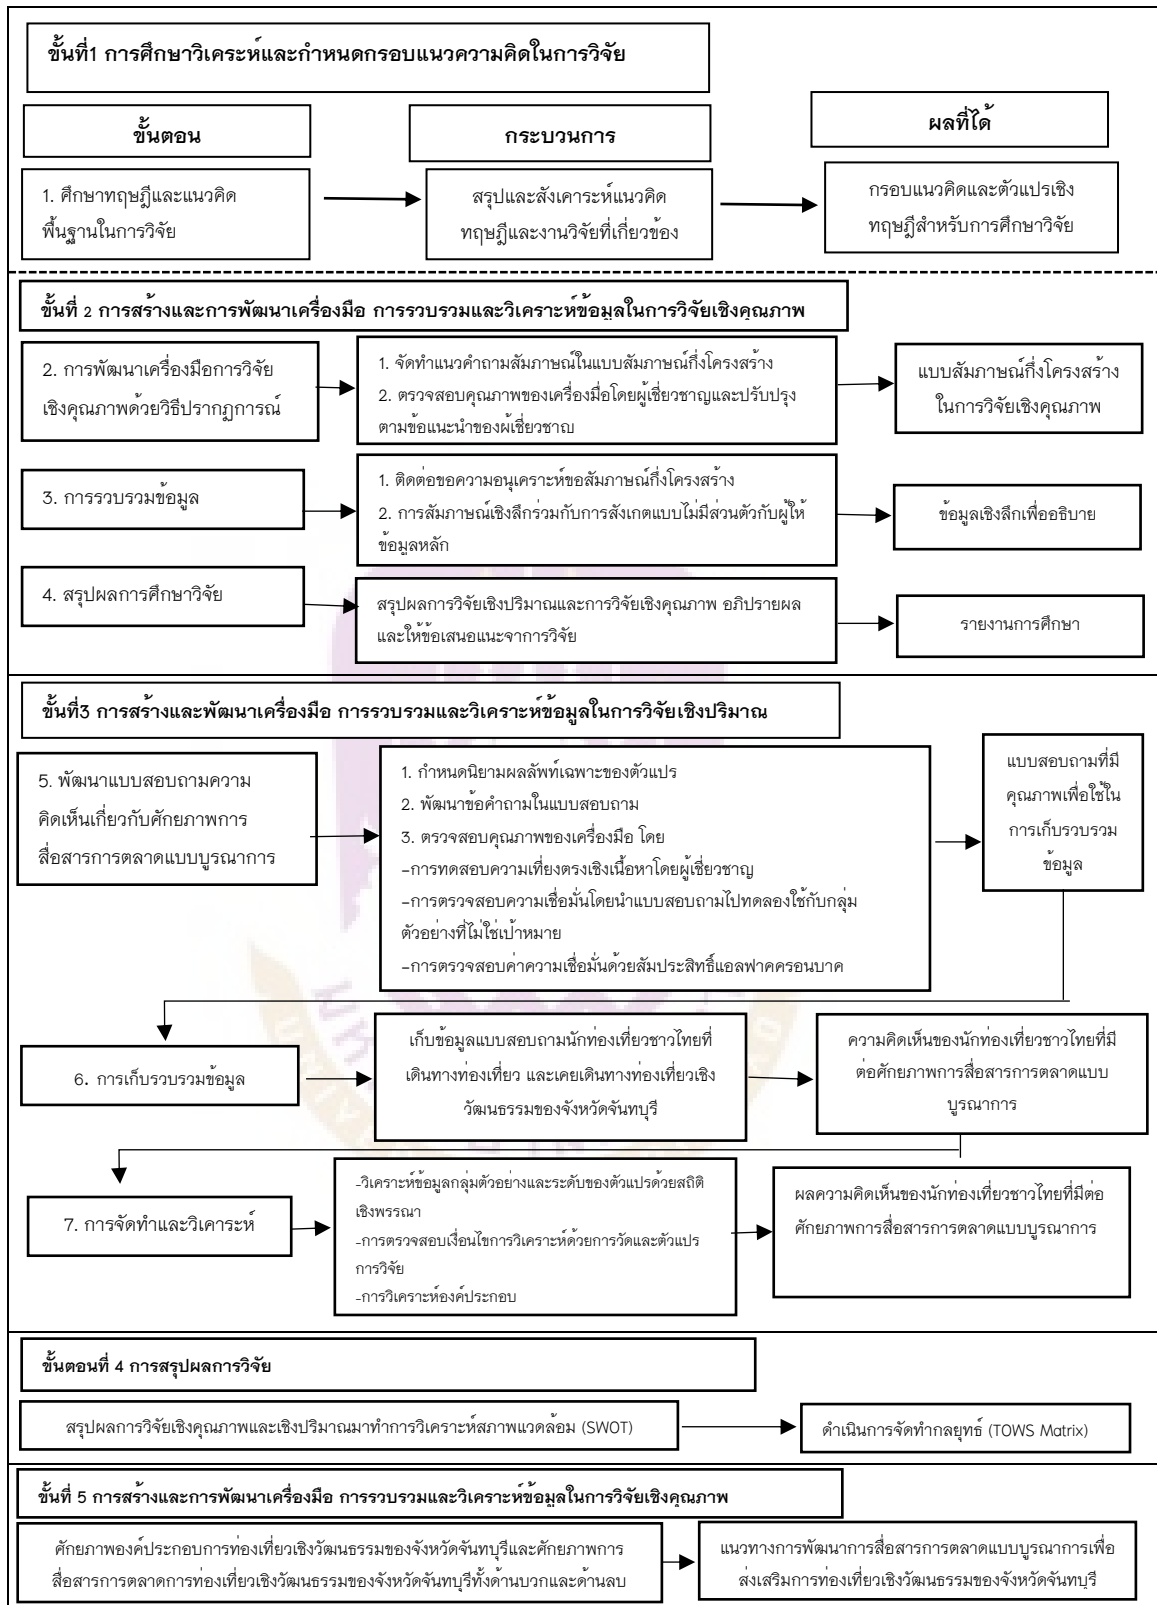 ขั้นที่1 การศึกษาวิเคระห์และกำหนดกรอบแนวความคิดในการวิจัย
ขั้นตอน
กระบวนการ
ผลที่ได้
1. ศึกษาทฤษฎีและแนวคิด
พื้นฐานในการวิจัย
สรุปและสังเคาระห์แนวคิด
ทฤษฎีและงานวิจัยที่เกี่ยวข้อง
กรอบแนวคิดและตัวแปรเชิง
ทฤษฎีสำหรับการศึกษาวิจัย
ขั้นที่ 2 การสร้างและการพัฒนาเครื่องมือ การรวบรวมและวิเคราะห์ข้อมูลในการวิจัยเชิงคุณภาพ
2. การพัฒนาเครื่องมือการวิจัย
เชิงคุณภาพด้วยวิธีปรากฏการณ์
1. จัดทำแนวคำถามสัมภาษณ์ในแบบสัมภาษณ์กึ่งโครงสร้าง
2. ตรวจสอบคุณภาพของเครื่องมือโดยผู้เชี่ยวชาญและปรับปรุง
ตามข้อแนะนำของผู้เชี่ยวชาญ
แบบสัมภาษณ์กึ่งโครงสร้าง
ในการวิจัยเชิงคุณภาพ
3. การรวบรวมข้อมูล
1. ติดต่อขอความอนุเคราะห์ขอสัมภาษณ์กึ่งโครงสร้าง
2. การสัมภาษณ์เชิงลึกร่วมกับการสังเกตแบบไม่มีส่วนตัวกับผู้ให้
ข้อมูลหลัก
ข้อมูลเชิงลึกเพื่ออธิบาย
4. สรุปผลการศึกษาวิจัย
สรุปผลการวิจัยเชิงปริมาณและการวิจัยเชิงคุณภาพ อภิปรายผล
และให้ข้อเสนอแนะจาการวิจัย
รายงานการศึกษา
ขั้นที่3 การสร้างและพัฒนาเครื่องมือ การรวบรวมและวิเคราะห์ข้อมูลในการวิจัยเชิงปริมาณ
5. พัฒนาแบบสอบถามความ
คิดเห็นเกี่ยวกับศักยภาพการ
สื่อสารการตลาดแบบบูรณาการ
1. กำหนดนิยามผลลัพท์เฉพาะของตัวแปร
2. พัฒนาข้อคำถามในแบบสอบถาม
3. ตรวจสอบคุณภาพของเครื่องมือ โดย
-การทดสอบความเที่ยงตรงเชิงเนื้อหาโดยผู้เชี่ยวชาญ
-การตรวจสอบความเชื่อมั่นโดยนำแบบสอบถามไปทดลองใช้กับกลุ่ม
ตัวอย่างที่ไม่ใช่เป้าหมาย
-การตรวจสอบค่าความเชื่อมั่นด้วยสัมประสิทธิ์แอลฟาคครอนบาค
แบบสอบถามที่มี
คุณภาพเพื่อใช้ใน
การเก็บรวบรวม
ข้อมูล
6. การเก็บรวบรวมข้อมูล
เก็บข้อมูลแบบสอบถามนักท่องเที่ยวชาวไทยที่
เดินทางท่องเที่ยว และเคยเดินทางท่องเที่ยวเชิง
วัฒนธรรมของจังหวัดจันทบุรี
ความคิดเห็นของนักท่องเที่ยวชาวไทยที่มี
ต่อศักยภาพการสื่อสารการตลาดแบบ
บูรณาการ
7. การจัดทำและวิเคาระห์
-วิเคราะห์ข้อมูลกลุ่มตัวอย่างและระดับของตัวแปรด้วยสถิติ
เชิงพรรณา
-การตรวจสอบเงื่อนไขการวิเคราะห์ด้วยการวัดและตัวแปร
การวิจัย
-การวิเคราะห์องค์ประกอบ
ผลความคิดเห็นของนักท่องเที่ยวชาวไทยที่มีต่อ
ศักยภาพการสื่อสารการตลาดแบบบูรณาการ
ขั้นตอนที่ 4 การสรุปผลการวิจัย
สรุปผลการวิจัยเชิงคุณภาพและเชิงปริมาณมาทำการวิเคราะห์สภาพแวดล้อม (SWOT)
ดำเนินการจัดทำกลยุทธ์ (TOWS Matrix)
ขั้นที่ 5 การสร้างและการพัฒนาเครื่องมือ การรวบรวมและวิเคราะห์ข้อมูลในการวิจัยเชิงคุณภาพ
ศักยภาพองค์ประกอบการท่องเที่ยวเชิงวัฒนธรรมของจังหวัดจันทบุรีและศักยภาพการ
สื่อสารการตลาดการท่องเที่ยวเชิงวัฒนธรรมของจังหวัดจันทบุรีทั้งด้านบวกและด้านลบ
แนวทางการพัฒนาการสื่อสารการตลาดแบบบูรณาการเพื่อ
ส่งเสริมการท่องเที่ยวเชิงวัฒนธรรมของจังหวัดจันทบุรี